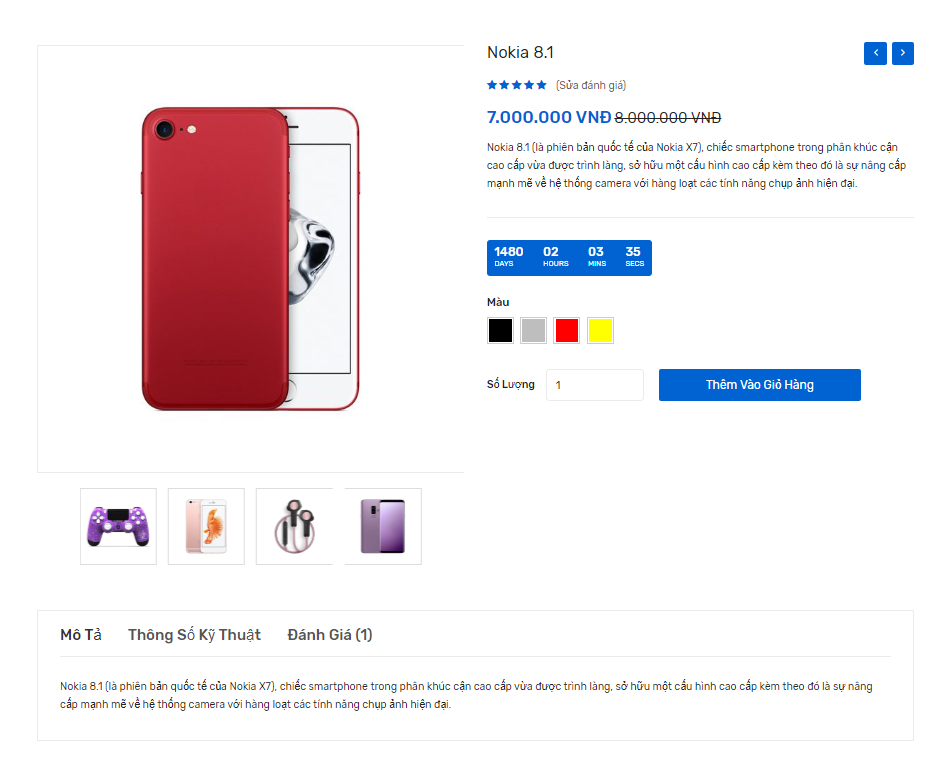 Nokia 8.1
(Sửa đánh giá)
7.000.000 VNĐ 8.000.000 VNĐ
Nokia 8.1 (là phiên bản quốc tế của Nokia X7), chiếc smartphone trong phân khúc cận
cao cấp vừa được trình làng, sở hữu một cấu hình cao cấp kèm theo đó là sự nâng cấp
mạnh mẽ về hệ thống camera với hàng loạt các tính năng chụp ảnh hiện đại.
1480 02 03 35
DAYS HOURS MINS SECS
Màu
Số Lượng 1 Thêm Vào Giỏ Hàng
Mô Tả Thông Số Kỹ Thuật Đánh Giá (1)
Nokia 8.1 (là phiên bản quốc tế của Nokia X7), chiếc smartphone trong phân khúc cận cao cấp vừa được trình làng, sở hữu một cấu hình cao cấp kèm theo đó là sự nâng
cấp mạnh mẽ về hệ thống camera với hàng loạt các tính năng chụp ảnh hiện đại.